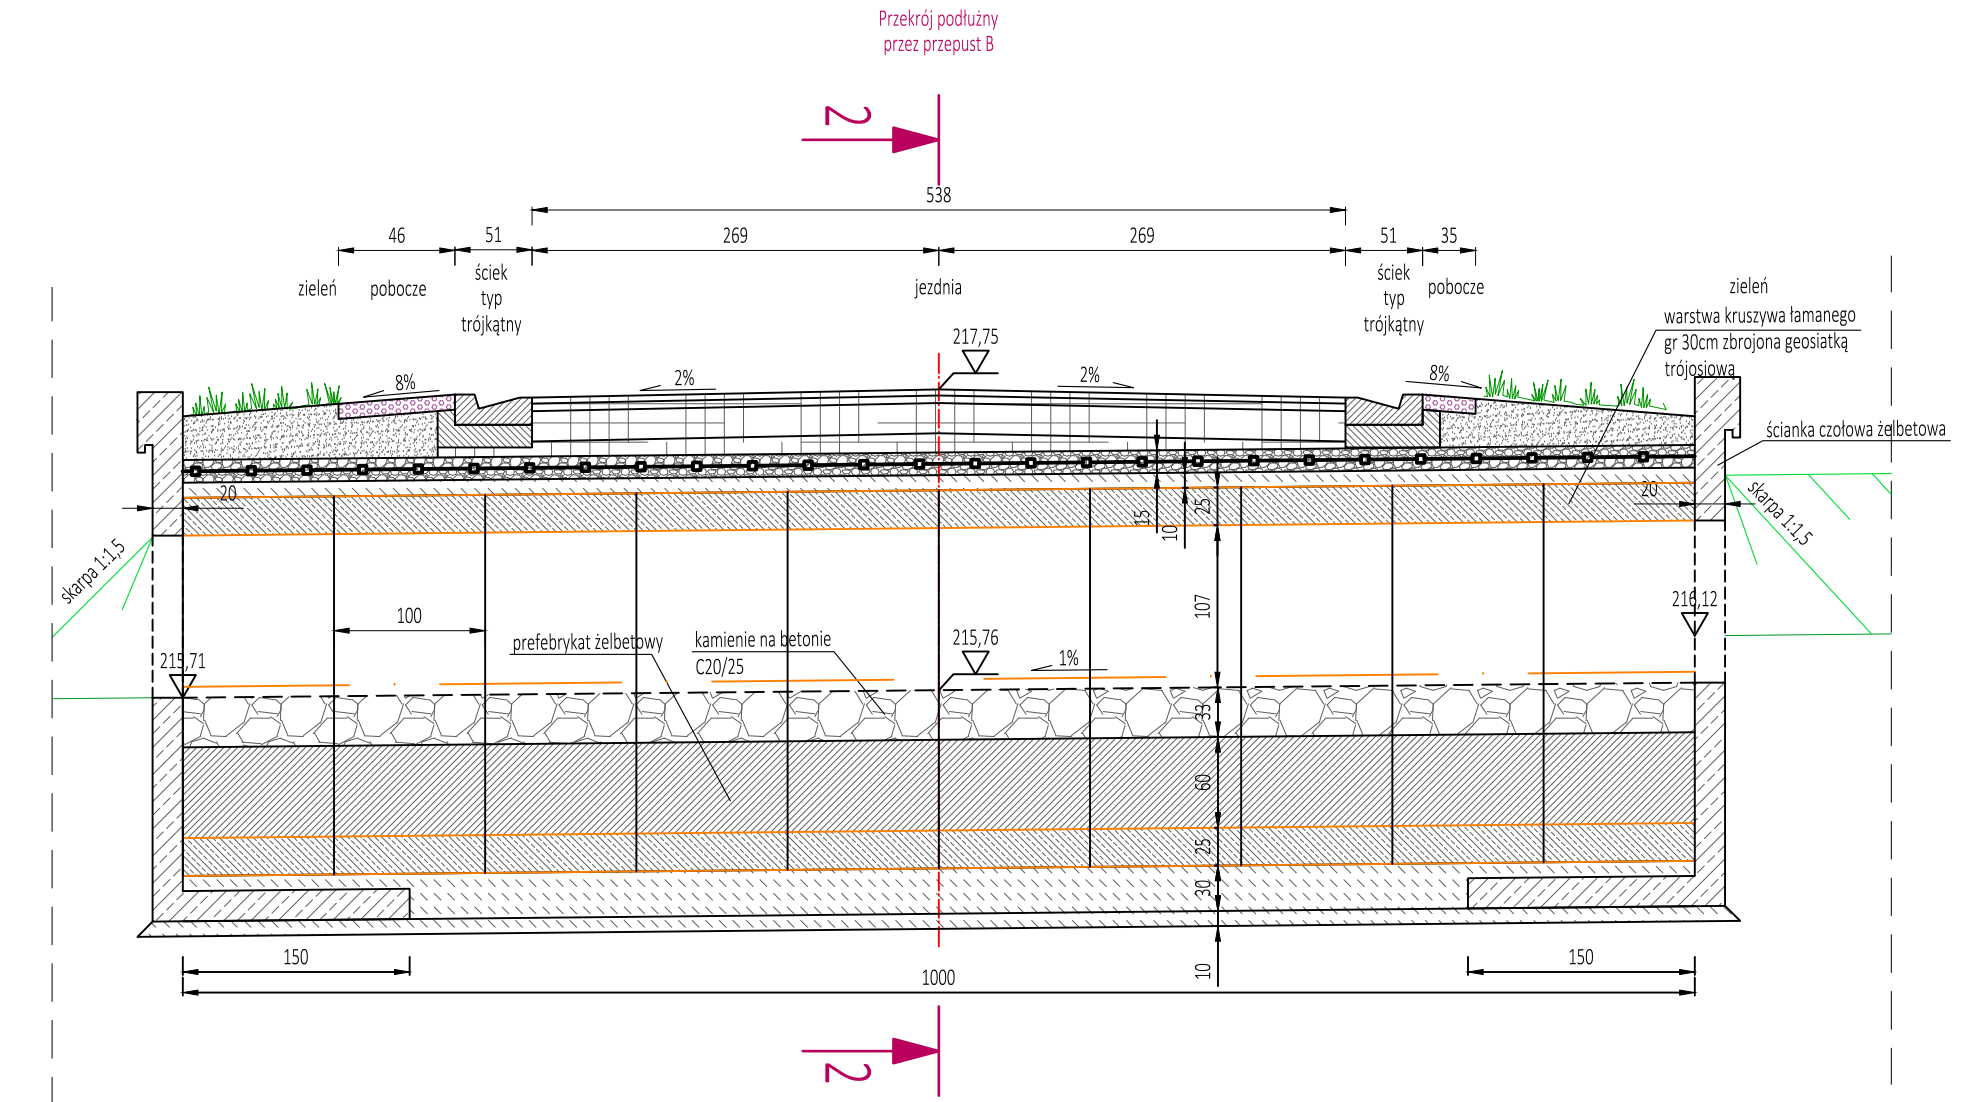 Przekrój podłużny
przez przepust B
2
538
46
51
269
269
51
35
zieleń
pobocze
ściek
typ
trójkątny
jezdnia
ściek
typ
trójkątny
pobocze
zieleń
warstwa kruszywa łamanego
gr 30cm zbrojona geosiatką
trójosiową
217,75
8%
2%
2%
8%
ścianka czołowa żelbetowa
20
20
15
10
25
skarpa 1:1,5
skarpa 1:1,5
100
107
216,12
prefebrykat żelbetowy
kamienie na betonie
C20/25
215,76
1%
215,71
33
60
25
30
10
150
150
1000
2